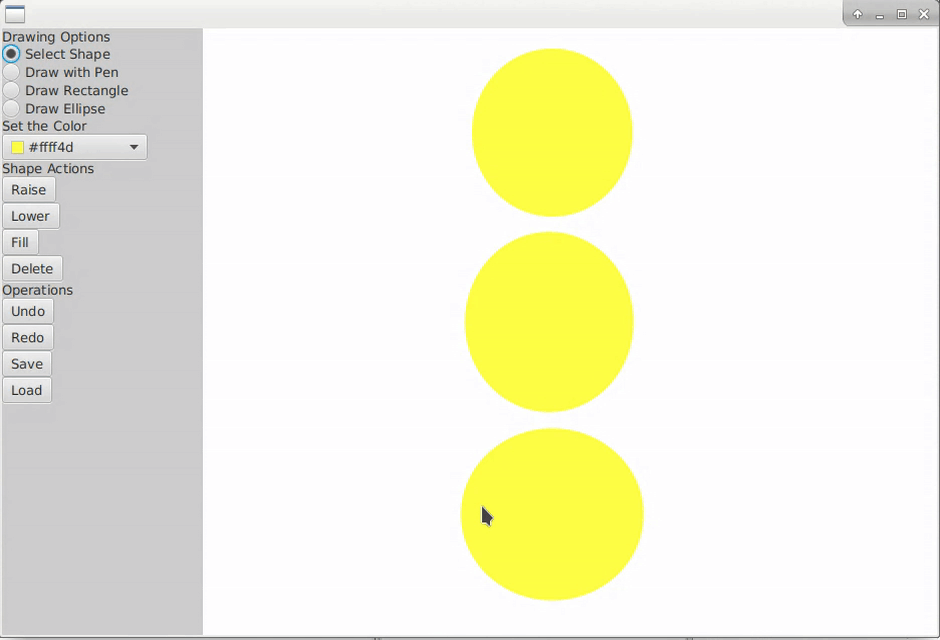 Drawing Options
Select Shape
Draw with Pen
Draw Rectangle
Draw Ellipse
Set the Color
#ffff4d
Shape Actions
Raise
Lower
Fill
Delete
Operations
Undo
Redo
Save
Load